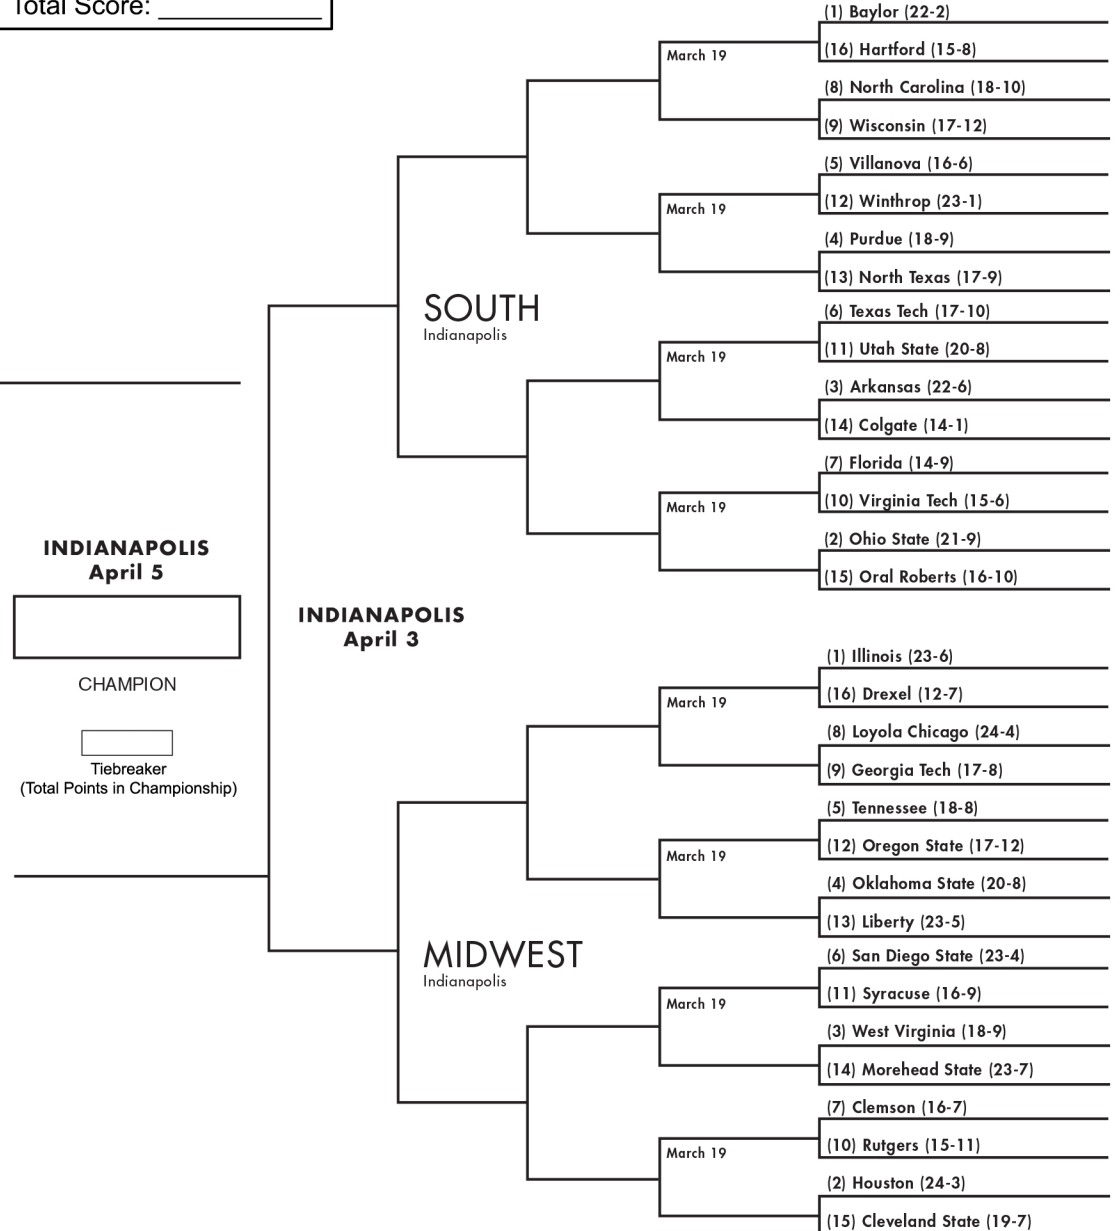 Total Score:
(1) Baylor (22-2)
March 19
(16) Hartford (15-8)
(8) North Carolina (18-10)
(9) Wisconsin (17-12)
(5) Villanova (16-6)
March 19
(12) Winthrop (23-1)
(4) Purdue (18-9)
(13) North Texas (17-9)
SOUTH
Indianapolis
(6) Texas Tech (17-10)
March 19
(11) Utah State (20-8)
(3) Arkansas (22-6)
(14) Colgate (14-1)
(7) Florida (14-9)
March 19
(10) Virginia Tech (15-6)
(2) Ohio State (21-9)
(15) Oral Roberts (16-10)
INDIANAPOLIS
April 5
CHAMPION
Tiebreaker
(Total Points in Championship)
INDIANAPOLIS
April 3
(1) Illinois (23-6)
March 19
(16) Drexel (12-7)
(8) Loyola Chicago (24-4)
(9) Georgia Tech (17-8)
(5) Tennessee (18-8)
March 19
(12) Oregon State (17-12)
(4) Oklahoma State (20-8)
(13) Liberty (23-5)
MIDWEST
Indianapolis
(6) San Diego State (23-4)
March 19
(11) Syracuse (16-9)
(3) West Virginia (18-9)
(14) Morehead State (23-7)
(7) Clemson (16-7)
March 19
(10) Rutgers (15-11)
(2) Houston (24-3)
(15) Cleveland State (19-7)